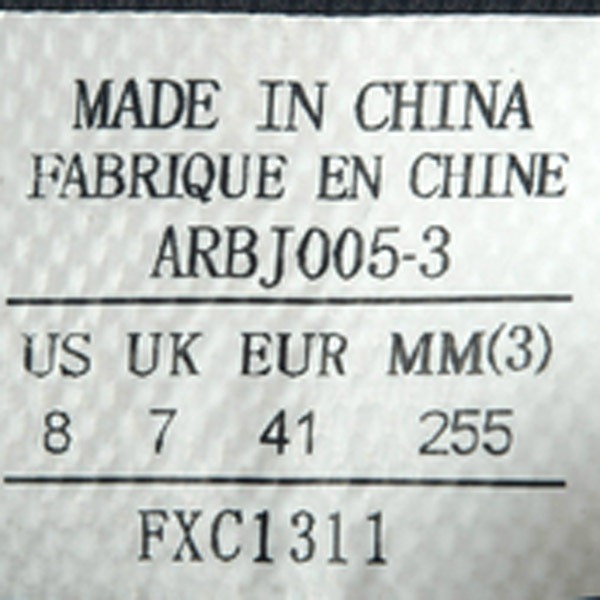 MADE IN CHINA
FABRIQUE EN CHINE
ARBJ005-3
US UK EUR MM(3)
8 7 41 255
FXC1311